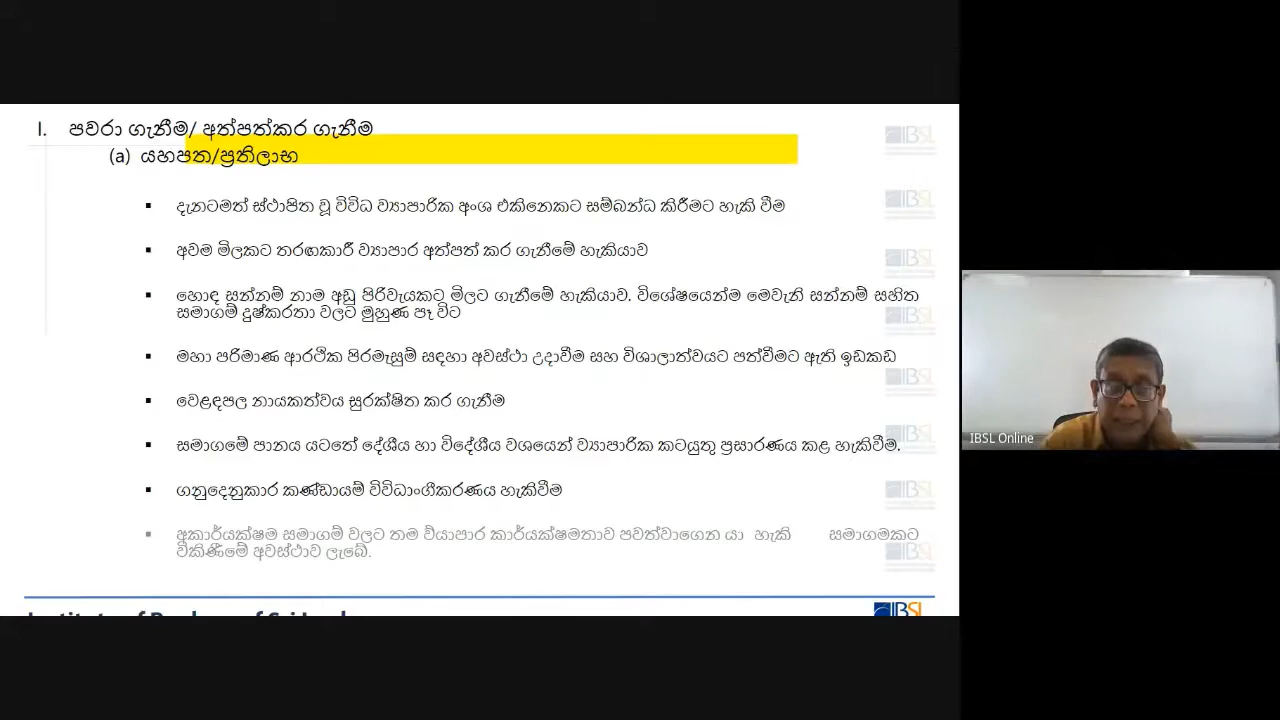 I. පවරා ගැනීම/ අත්පත්කර ගැනීම
(a) යහපත/ප්‍රතිලාභ
▪ දැනටමත් ස්ථාපිත වූ විවිධ ව්‍යාපාරික අංශ එකිනෙකට සම්බන්ධ කිරීමට හැකි වීම
▪ අවම මිලකට තරඟකාරී ව්‍යාපාර අත්පත් කර ගැනීමේ හැකියාව
▪ හොඳ සන්නම් නාම අඩු පිරිවැයකට මිලට ගැනීමේ හැකියාව. විශේෂයෙන්ම මෙවැනි සන්නම් සහිත
සමාගම් දුෂ්කරතා වලට මුහුණ පෑ විට
▪ මහා පරිමාණ ආර්ථික පිරමැසුම් සඳහා අවස්ථා උදාවීම සහ විශාලත්වයට පත්වීමට ඇති ඉඩකඩ
▪ වෙළඳපල නායකත්වය සුරක්ෂිත කර ගැනීම
▪ සමාගමේ පානය යටතේ දේශීය හා විදේශීය වශයෙන් ව්‍යාපාරික කටයුතු ප්‍රසාරණය කළ හැකිවීම.
▪ ගනුදෙනුකාර කණ්ඩායම් විවිධාංගීකරණය හැකිවීම
▪ අකාර්යක්ෂම සමාගම් වලට තම ව්යාපාර කාර්යක්ෂමතාව පවත්වාගෙන යා හැකි සමාගමකට
විකිණීමේ අවස්ථාව ලැබේ.
IBSL
IBSL Online